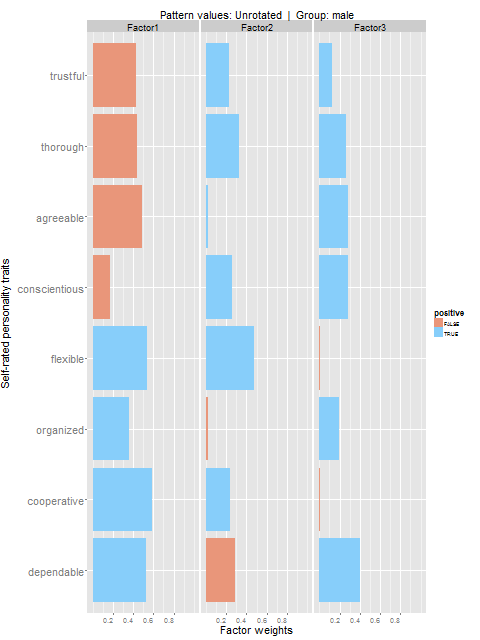 Pattern values: Unrotated | Group: male
Factor1 Factor2 Factor3
trustful
thorough
agreeable
conscientious
flexible
organized
cooperative
dependable
Self-rated personality traits
0.2 0.4 0.6 0.8 0.2 0.4 0.6 0.8 0.2 0.4 0.6 0.8
Factor weights
positive
FALSE
TRUE